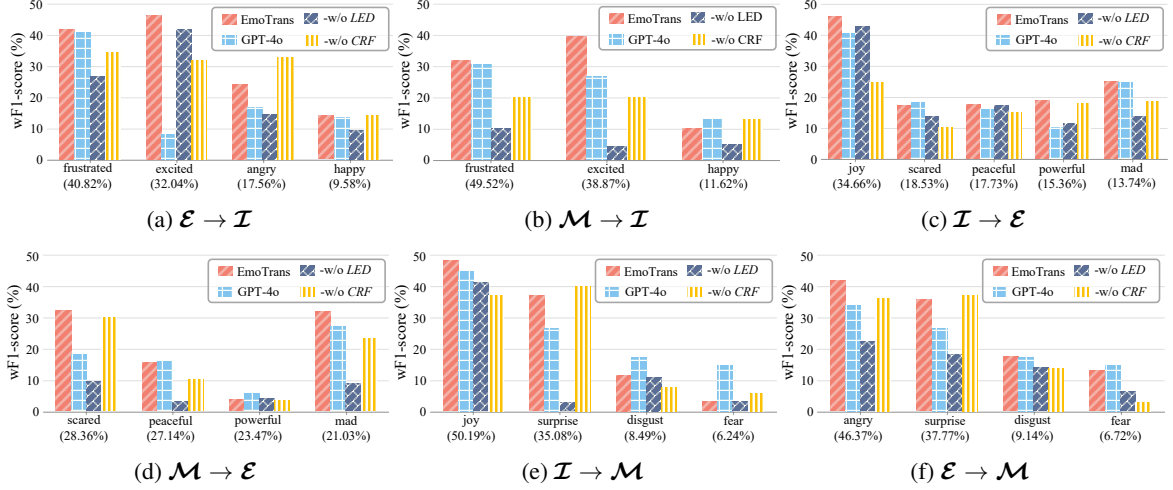 50
40
30
20
10
0
wF1-score (%)
EmoTrans
-w/o LED
GPT-4o
-w/o CRF
frustrated
(40.82%)
excited
(32.04%)
angry
(17.56%)
happy
(9.58%)
(a) 𝓔 → 𝓘
50
40
30
20
10
0
wF1-score (%)
EmoTrans
-w/o LED
GPT-4o
-w/o CRF
frustrated
(49.52%)
excited
(38.87%)
happy
(11.62%)
(b) 𝓜 → 𝓘
50
40
30
20
10
0
wF1-score (%)
EmoTrans
-w/o LED
GPT-4o
-w/o CRF
joy
(34.66%)
scared
(18.53%)
peaceful
(17.73%)
powerful
(15.36%)
mad
(13.74%)
(c) 𝓘 → 𝓔
50
40
30
20
10
0
wF1-score (%)
EmoTrans
-w/o LED
GPT-4o
-w/o CRF
scared
(28.36%)
peaceful
(27.14%)
powerful
(23.47%)
mad
(21.03%)
(d) 𝓜 → 𝓔
50
40
30
20
10
0
wF1-score (%)
EmoTrans
-w/o LED
GPT-4o
-w/o CRF
joy
(50.19%)
surprise
(35.08%)
disgust
(8.49%)
fear
(6.24%)
(e) 𝓘 → 𝓜
50
40
30
20
10
0
wF1-score (%)
EmoTrans
-w/o LED
GPT-4o
-w/o CRF
angry
(46.37%)
surprise
(37.77%)
disgust
(9.14%)
fear
(6.72%)
(f) 𝓔 → 𝓜